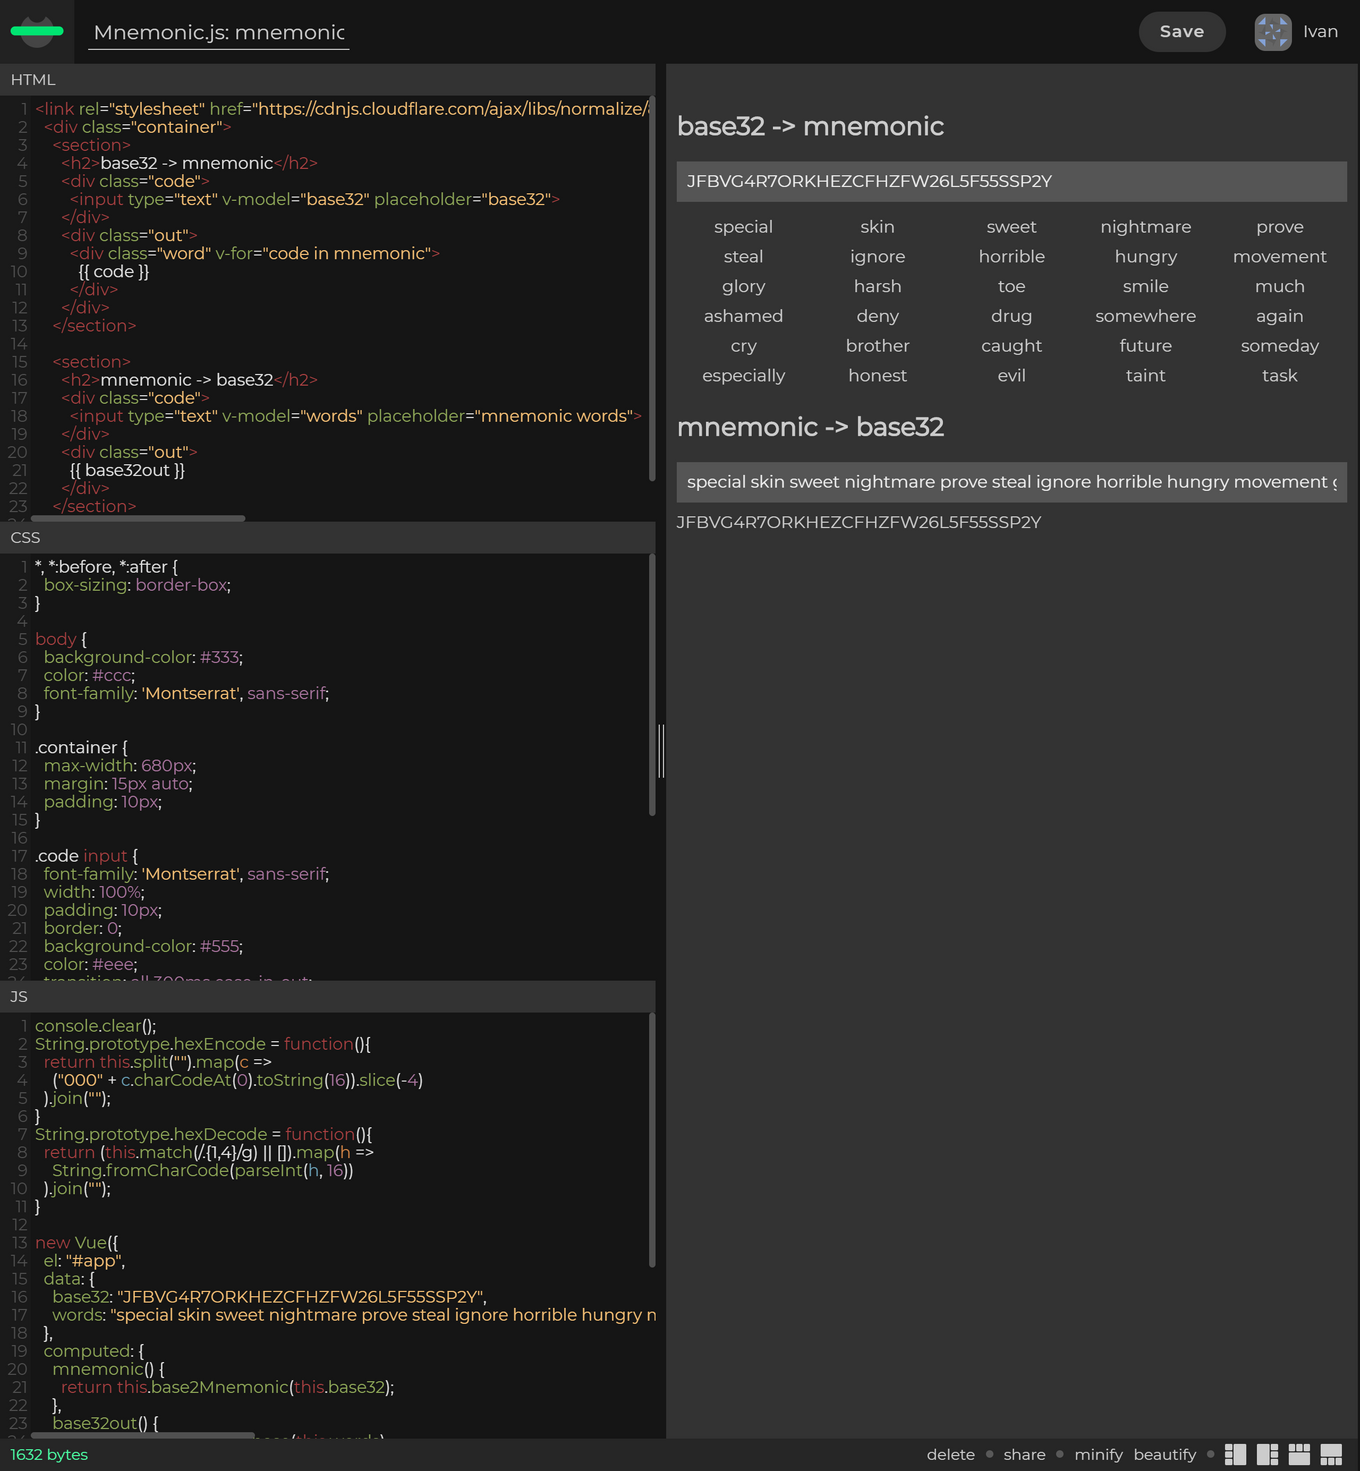 Mnemonic.js: mnemonic
Save
Ivan
HTML
1 <link rel="stylesheet" href="https://cdnjs.cloudflare.com/ajax/libs/normalize/
2 <div class="container">
3 <section>
4 <h2>base32 -> mnemonic</h2>
5 <div class="code">
6 <input type="text" v-model="base32" placeholder="base32">
7 </div>
8 <div class="out">
9 <div class="word" v-for="code in mnemonic">
10 {{ code }}
11 </div>
12 </div>
13 </section>
14
15 <section>
16 <h2>mnemonic -> base32</h2>
17 <div class="code">
18 <input type="text" v-model="words" placeholder="mnemonic words">
19 </div>
20 <div class="out">
21 {{ base32out }}
22 </div>
23 </section>
CSS
1 *, *:before, *:after {
2 box-sizing: border-box;
3 }
4
5 body {
6 background-color: #333;
7 color: #ccc;
8 font-family: 'Montserrat', sans-serif;
9 }
10
11 .container {
12 max-width: 680px;
13 margin: 15px auto;
14 padding: 10px;
15 }
16
17 .code input {
18 font-family: 'Montserrat', sans-serif;
19 width: 100%;
20 padding: 10px;
21 border: 0;
22 background-color: #555;
23 color: #eee;
JS
1 console.clear();
2 String.prototype.hexEncode = function(){
3 return this.split("").map(c =>
4 ("000" + c.charCodeAt(0).toString(16)).slice(-4)
5 ).join("");
6 }
7 String.prototype.hexDecode = function(){
8 return (this.match(/.{1,4}/g) || []).map(h =>
9 String.fromCharCode(parseInt(h, 16))
10 ).join("");
11 }
12
13 new Vue({
14 el: "#app",
15 data: {
16 base32: "JFBVG4R7ORKHEZCFHZFW26L5F55SSP2Y",
17 words: "special skin sweet nightmare prove steal ignore horrible hungry
18 },
19 computed: {
20 mnemonic() {
21 return this.base2Mnemonic(this.base32);
22 },
23 base32out() {
base32 -> mnemonic
JFBVG4R7ORKHEZCFHZFW26L5F55SSP2Y
special skin sweet nightmare prove
steal ignore horrible hungry movement
glory harsh toe smile much
ashamed deny drug somewhere again
cry brother caught future someday
especially honest evil taint task
mnemonic -> base32
special skin sweet nightmare prove steal ignore horrible hungry movement
JFBVG4R7ORKHEZCFHZFW26L5F55SSP2Y
1632 bytes
delete share minify beautify